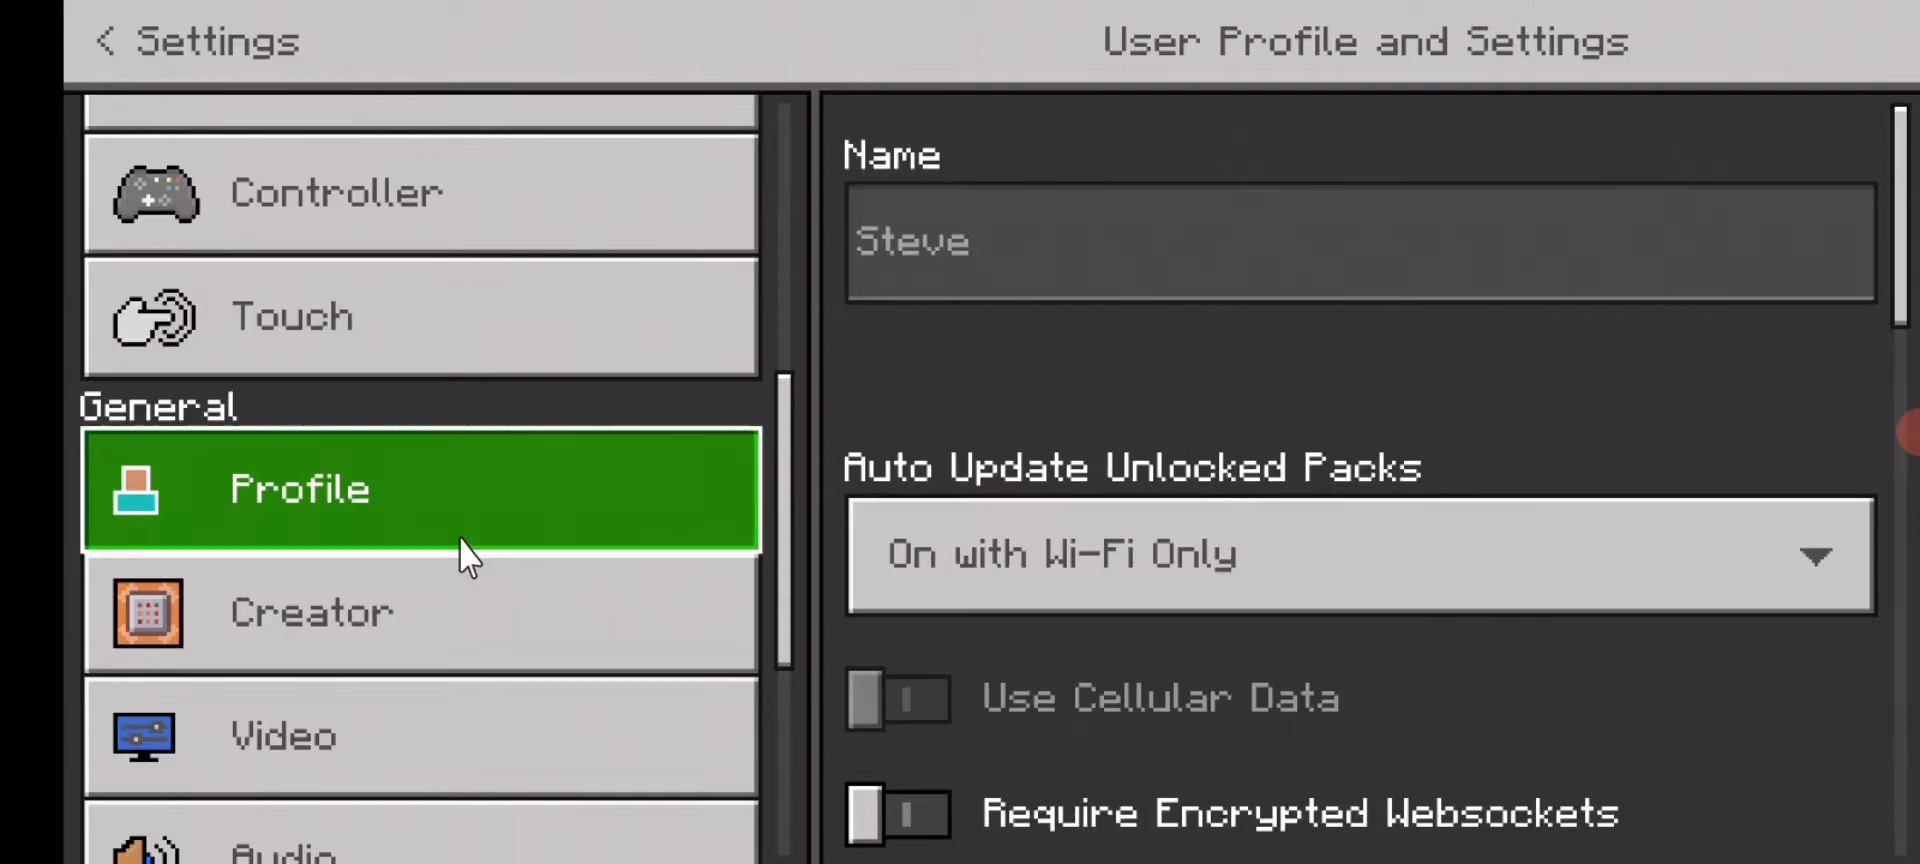 < Settings
User Profile and Settings
Controller
Touch
General
Profile
Creator
Video
Audio
Name
Steve
Auto Update Unlocked Packs
On with Wi-Fi Only
Use Cellular Data
Require Encrypted Websockets